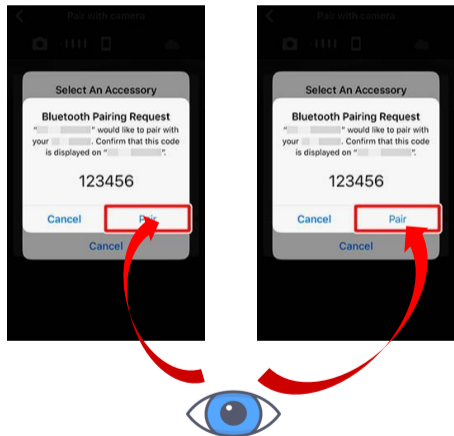 Pair with camera
Select An Accessory
Bluetooth Pairing Request
" " would like to pair with
your . Confirm that this code
is displayed on " ".
123456
Cancel Pair
Cancel
Pair with camera
Select An Accessory
Bluetooth Pairing Request
" " would like to pair with
your . Confirm that this code
is displayed on " ".
123456
Cancel Pair
Cancel